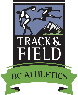 TRACK &
FIELD
BC ATHLETICS